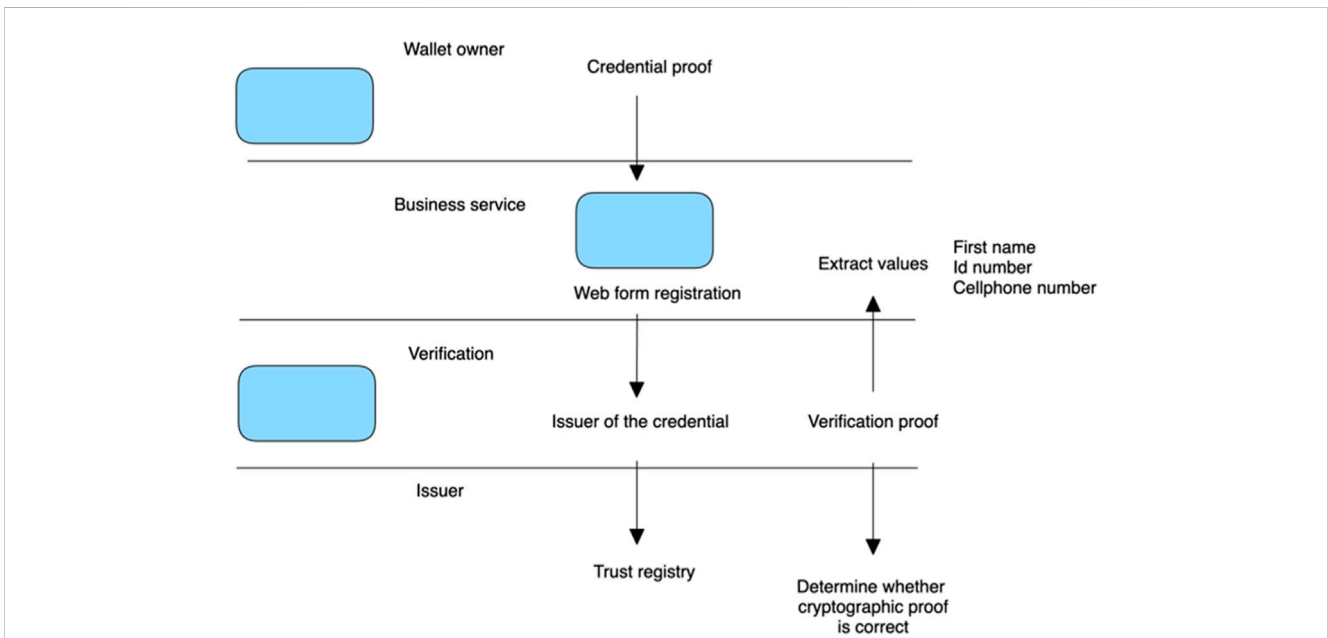 Wallet owner
Credential proof
Business service
Web form registration
Extract values
First name
Id number
Cellphone number
Verification
Issuer of the credential
Verification proof
Issuer
Trust registry
Determine whether
cryptographic proof
is correct